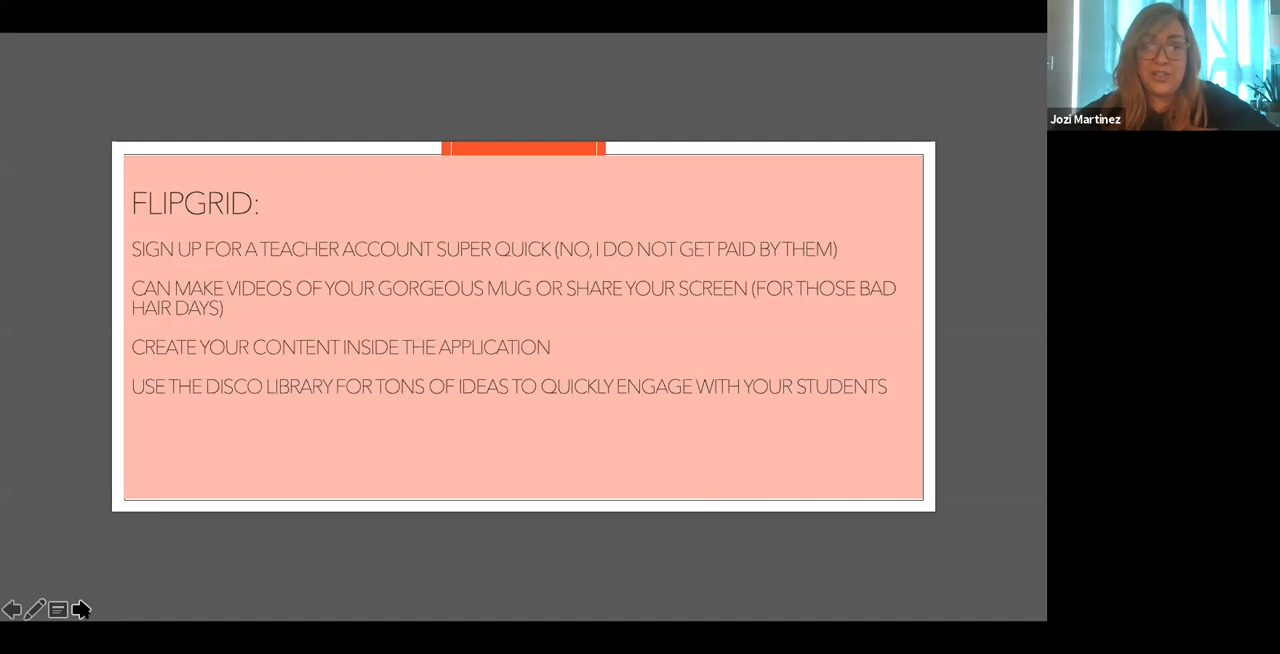 Jozi Martinez
FLIPGRID:
SIGN UP FOR A TEACHER ACCOUNT SUPER QUICK (NO, I DO NOT GET PAID BY THEM)
CAN MAKE VIDEOS OF YOUR GORGEOUS MUG OR SHARE YOUR SCREEN (FOR THOSE BAD
HAIR DAYS)
CREATE YOUR CONTENT INSIDE THE APPLICATION
USE THE DISCO LIBRARY FOR TONS OF IDEAS TO QUICKLY ENGAGE WITH YOUR STUDENTS